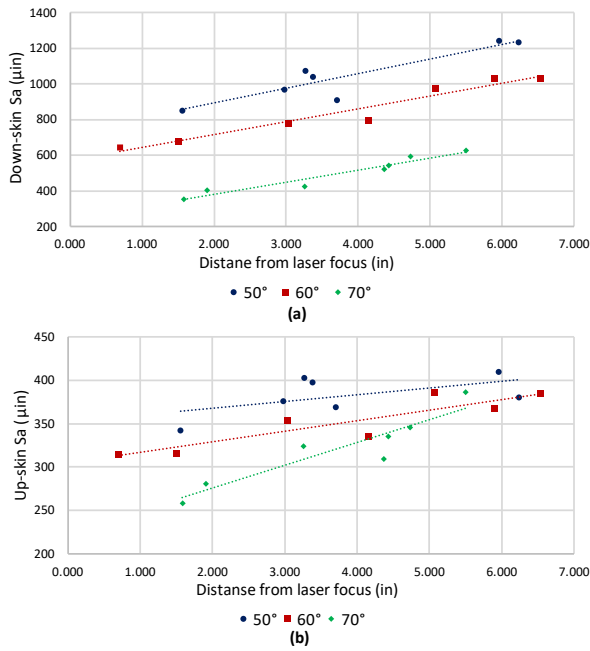 1400
1200
1000
800
600
400
200
Down-skin Sa (µin)
0.000 1.000 2.000 3.000 4.000 5.000 6.000 7.000
Distane from laser focus (in)
50° 60° 70°
(a)
450
400
350
300
250
200
Up-skin Sa (µin)
0.000 1.000 2.000 3.000 4.000 5.000 6.000 7.000
Distanse from laser focus (in)
50° 60° 70°
(b)